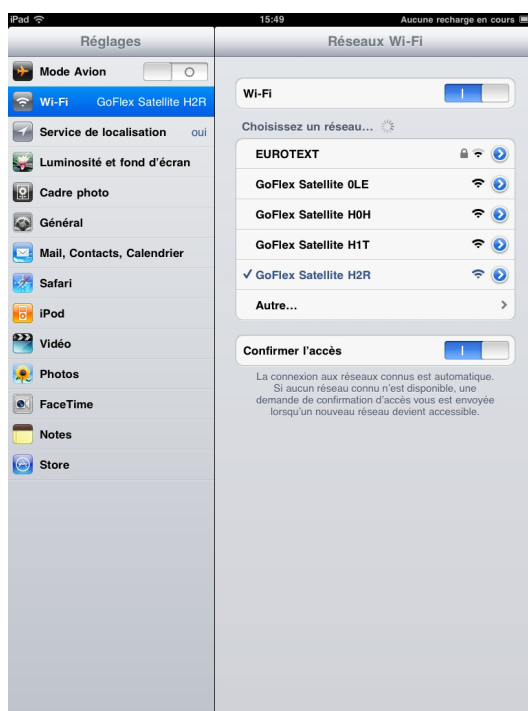 iPad
15:49
Aucune recharge en cours
Réglages
Mode Avion
Wi-Fi GoFlex Satellite H2R
Service de localisation oui
Luminosité et fond d'écran
Cadre photo
Général
Mail, Contacts, Calendrier
Safari
iPod
Vidéo
Photos
FaceTime
Notes
Store
Réseaux Wi-Fi
Wi-Fi
Choisissez un réseau...
EUROTEXT
GoFlex Satellite 0LE
GoFlex Satellite H0H
GoFlex Satellite H1T
GoFlex Satellite H2R
Autre...
Confirmer l'accès
La connexion aux réseaux connus est automatique.
Si aucun réseau connu n'est disponible, une
demande de confirmation d'accès vous est envoyée
lorsqu'un nouveau réseau devient accessible.